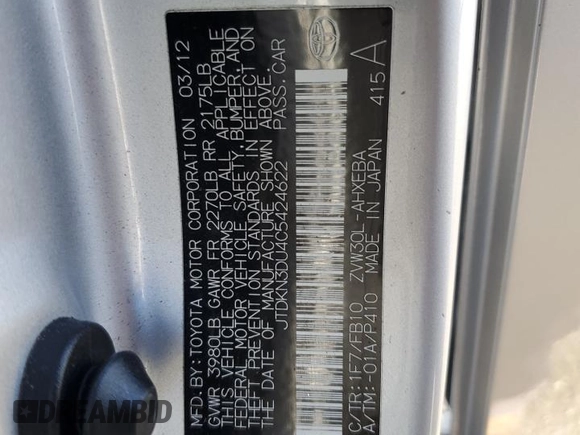 MFD.BY:TOYOTA MOTOR CORPORATION 03/12
GVWR 3980LB GAWR FR 2270LB RR 2175LB
THIS VEHICLE CONFORMS TO ALL APPLICABLE
FEDERAL MOTOR VEHICLE SAFETY, BUMPER, AND
THEFT PREVENTION STANDARDS IN EFFECT ON
THE DATE OF MANUFACTURE SHOWN ABOVE.
JTDKN3DU4C5424622 PASS.CAR
C/TR:1F7/FB10 ZVW30L-AHXEBA
A/TM:-01A/P410 MADE IN JAPAN 415 A
DREAMBID